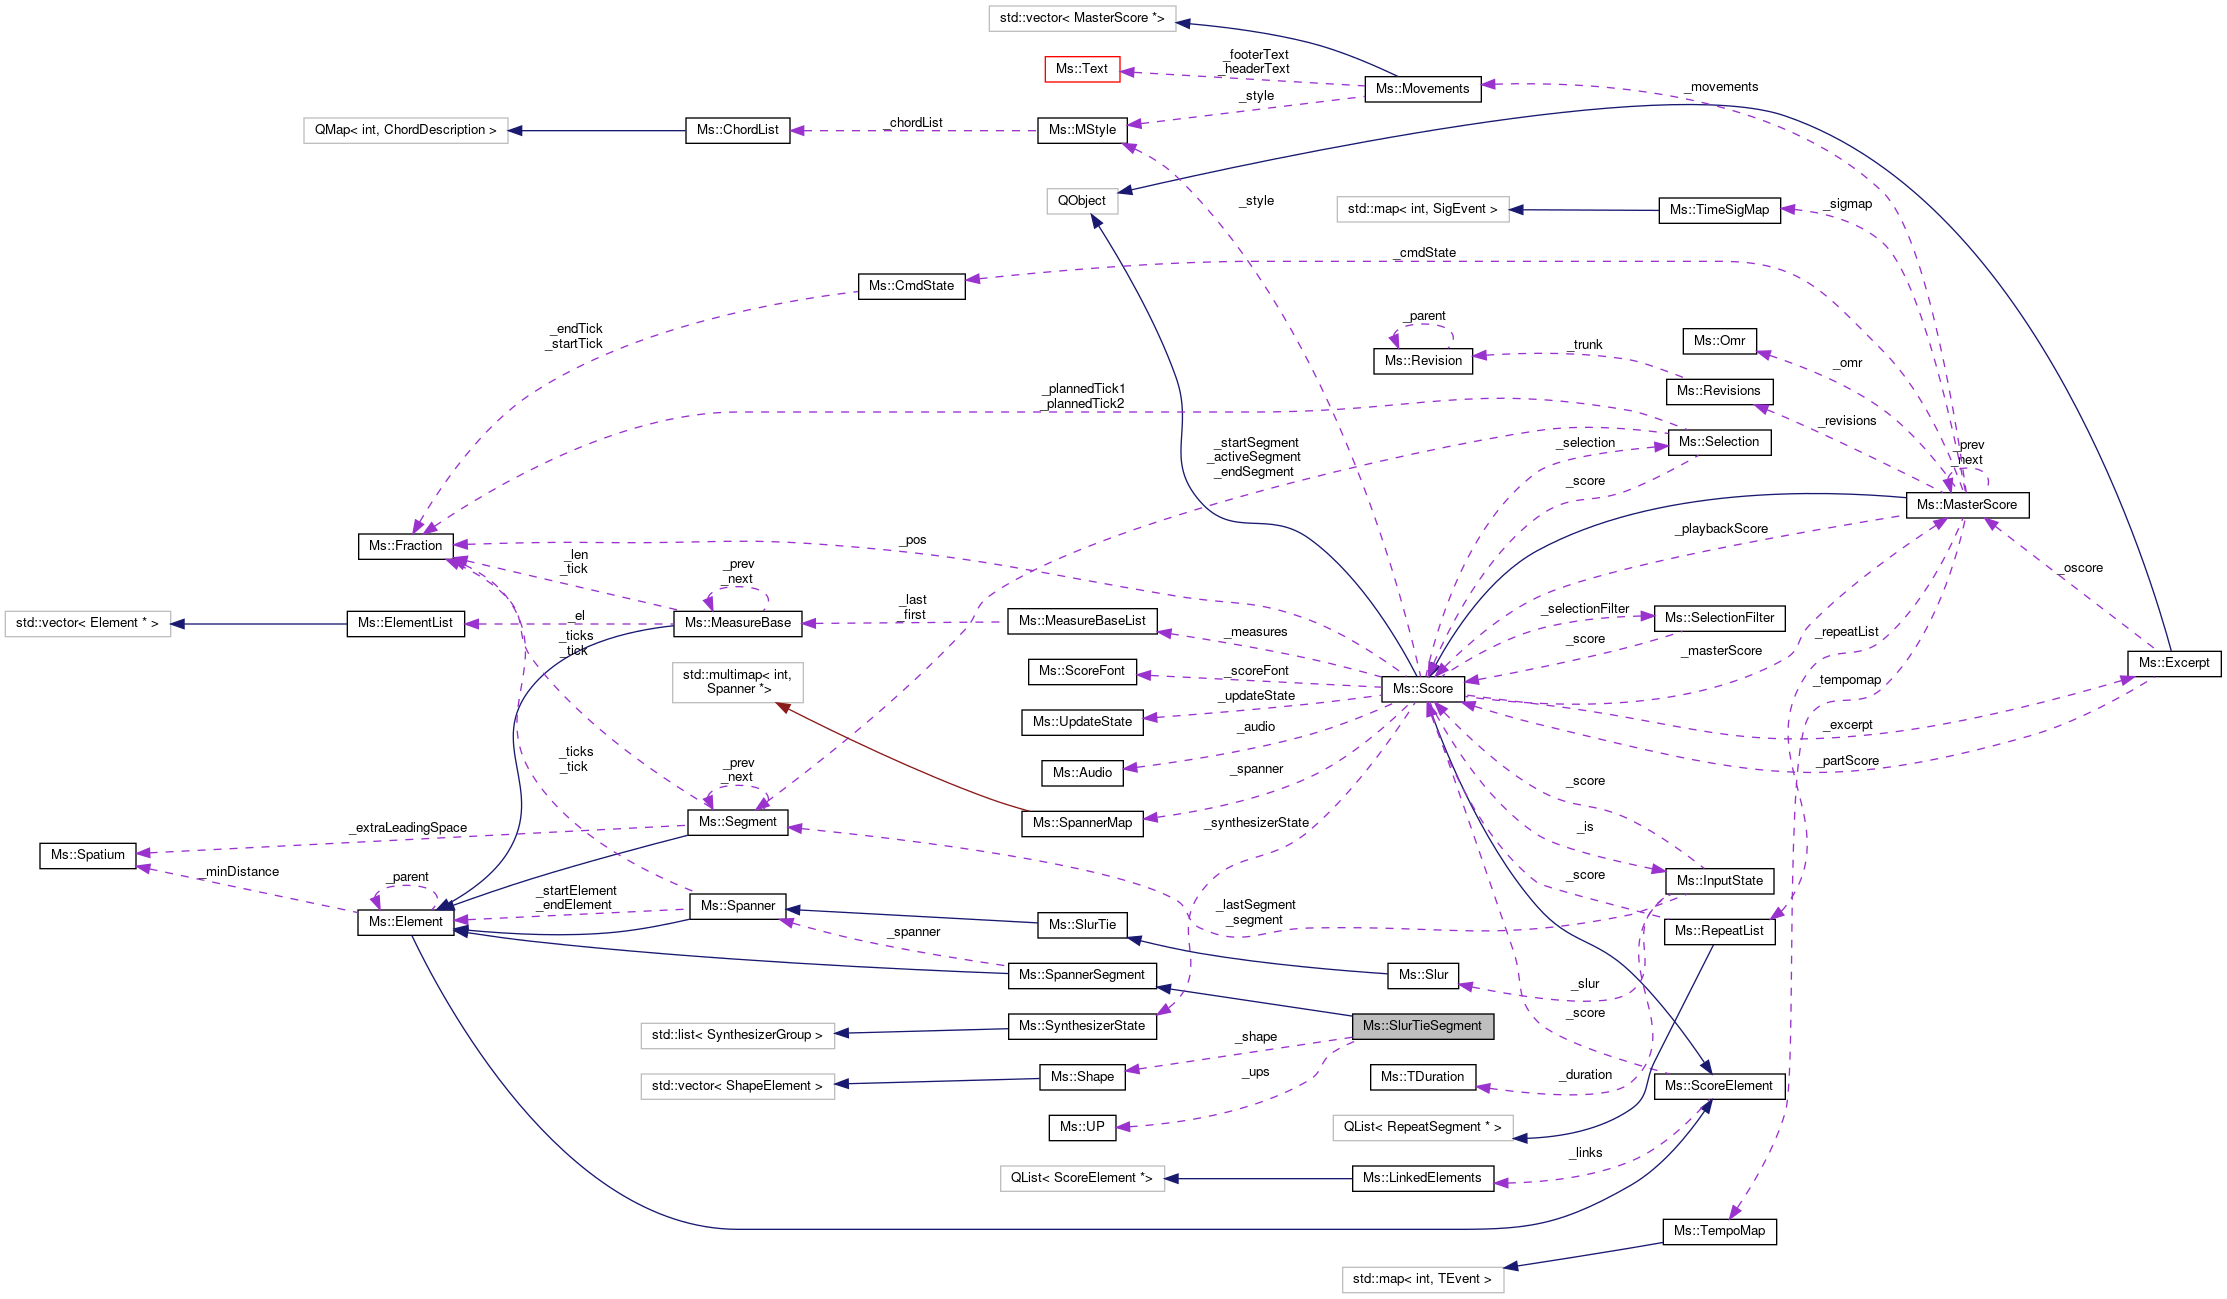 std::vector< MasterScore *>
_footerText
_headerText
Ms::Text
Ms::Movements
_movements
_style
QMap< int, ChordDescription >
Ms::ChordList
_chordList
Ms::MStyle
QObject
_style
std::map< int, SigEvent >
Ms::TimeSigMap
_sigmap
_cmdState
Ms::CmdState
_endTick
_startTick
_parent
Ms::Revision
_trunk
Ms::Omr
_omr
Ms::Revisions
_revisions
_plannedTick1
_plannedTick2
_startSegment
_activeSegment
_endSegment
_selection
Ms::Selection
_score
_prev
_next
Ms::MasterScore
_playbackScore
Ms::Fraction
_pos
_len
_tick
_prev
_next
_oscore
std::vector< Element * >
Ms::ElementList
_el
Ms::MeasureBase
_last
_first
Ms::MeasureBaseList
_measures
_selectionFilter
Ms::SelectionFilter
_score
_repeatList
_masterScore
_ticks
_tick
std::multimap< int,
Spanner *>
Ms::ScoreFont
_scoreFont
Ms::Score
_tempomap
Ms::Excerpt
Ms::UpdateState
_updateState
_audio
_excerpt
_ticks
_tick
_prev
_next
Ms::Audio
_spanner
_score
_partScore
Ms::Segment
Ms::SpannerMap
_synthesizerState
_is
_extraLeadingSpace
Ms::Spatium
_minDistance
_parent
_startElement
_endElement
Ms::Spanner
_lastSegment
_segment
_score
Ms::InputState
Ms::Element
Ms::SlurTie
_spanner
Ms::RepeatList
Ms::SpannerSegment
Ms::Slur
_slur
std::list< SynthesizerGroup >
Ms::SynthesizerState
Ms::SlurTieSegment
_score
_shape
std::vector< ShapeElement >
Ms::Shape
_ups
Ms::TDuration
_duration
Ms::ScoreElement
Ms::UP
QList< RepeatSegment * >
_links
QList< ScoreElement *>
Ms::LinkedElements
Ms::TempoMap
std::map< int, TEvent >